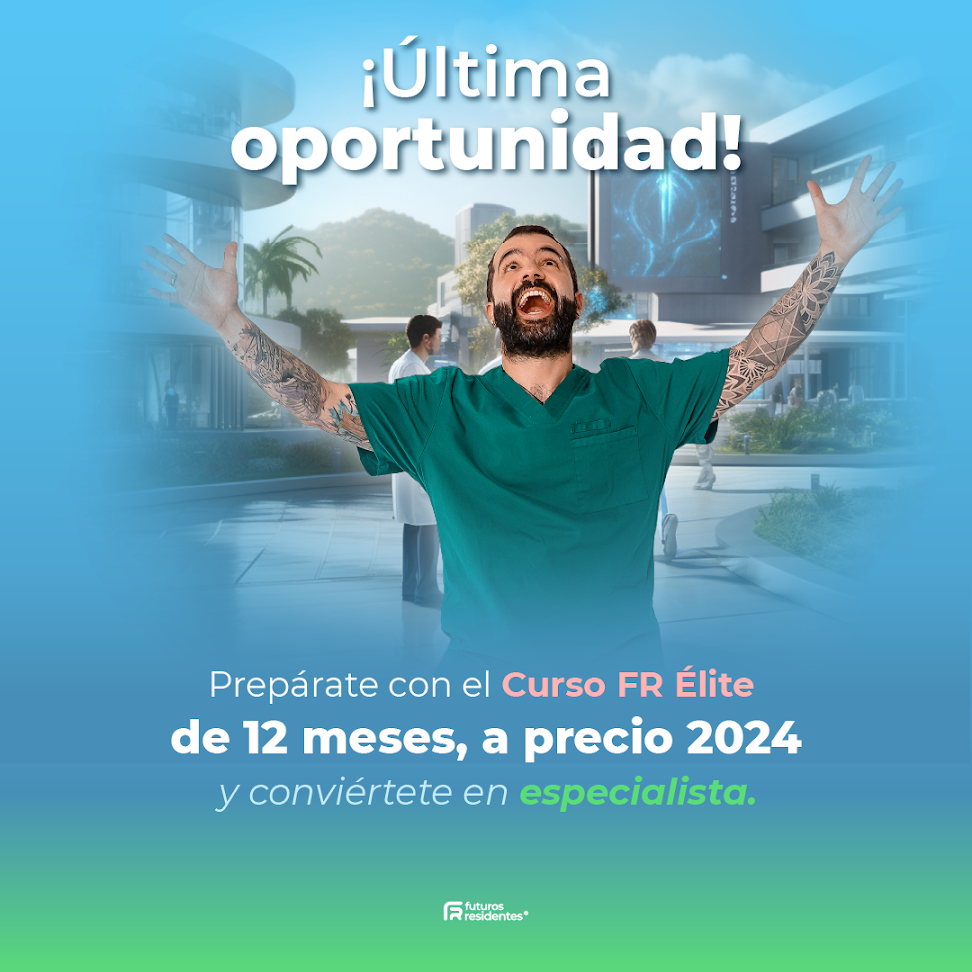 ¡Última
oportunidad!
Prepárate con el Curso FR Élite
de 12 meses, a precio 2024
y conviértete en especialista.
futuros
residentes®